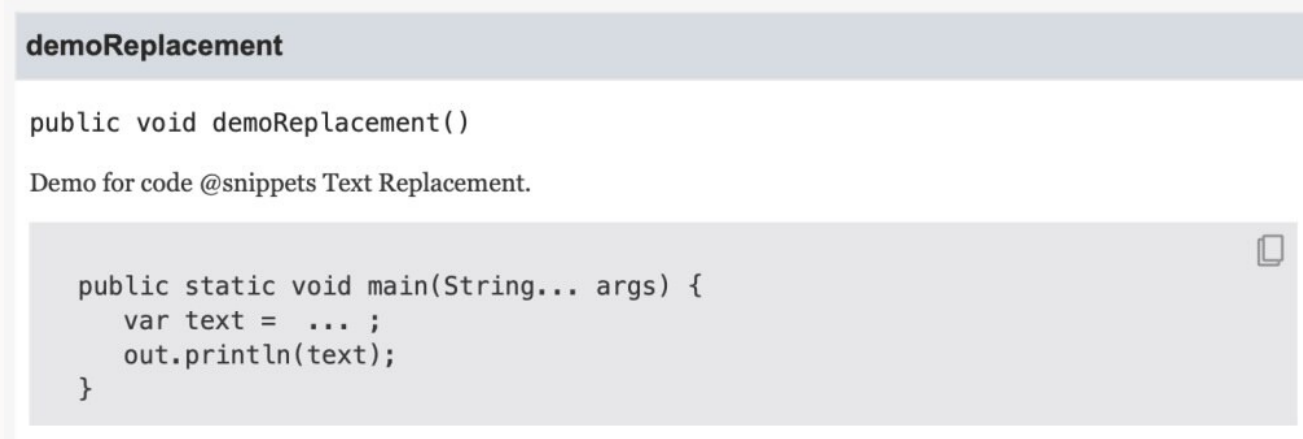 demoReplacement
public void demoReplacement()
Demo for code @snippets Text Replacement.
public static void main(String... args) {
   var text =  ... ;
   out.println(text);
}